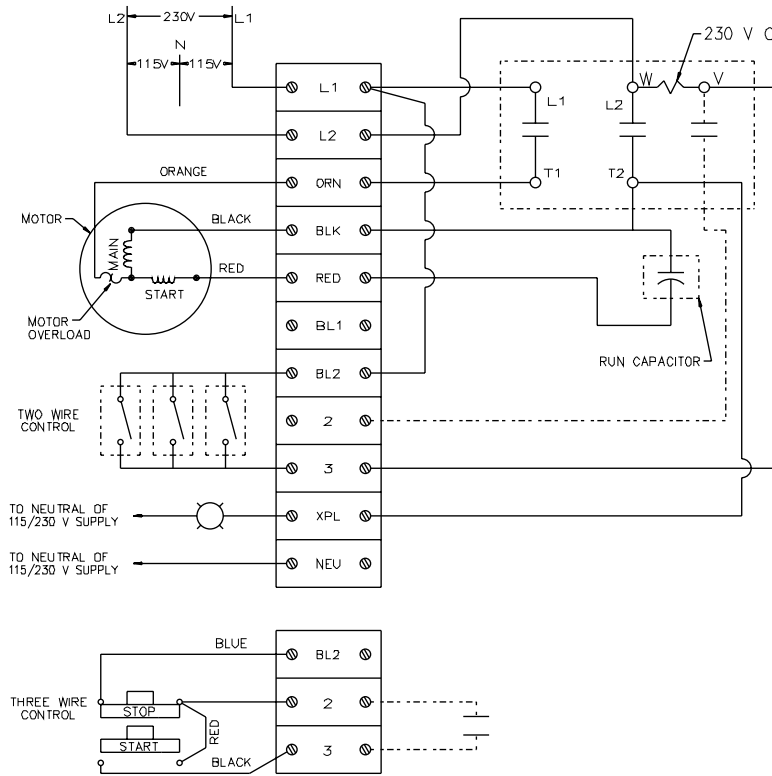 L2
230V
L1
N
115V
115V
230 V C
L1
L2
ORANGE
ORN
BLACK
BLK
MOTOR
MAIN
RED
RED
START
MOTOR
OVERLOAD
BL1
BL2
TWO WIRE
CONTROL
2
3
TO NEUTRAL OF
115/230 V SUPPLY
XPL
TO NEUTRAL OF
115/230 V SUPPLY
NEU
L1
L2
W
V
T1
T2
RUN CAPACITOR
BLUE
BL2
THREE WIRE
CONTROL
STOP
2
START
RED
BLACK
3